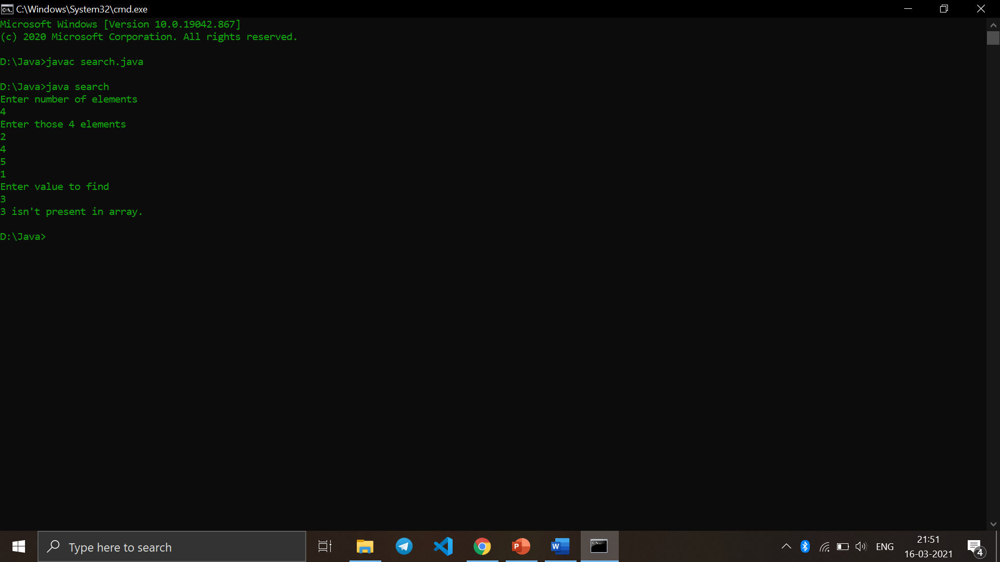 C:\Windows\System32\cmd.exe
Microsoft Windows [Version 10.0.19042.867]
(c) 2020 Microsoft Corporation. All rights reserved.
D:\Java>javac search.java
D:\Java>java search
Enter number of elements
4
Enter those 4 elements
2
4
5
1
Enter value to find
3
3 isn't present in array.
D:\Java>
Type here to search
P
W
ENG
21:51
16-03-2021
4